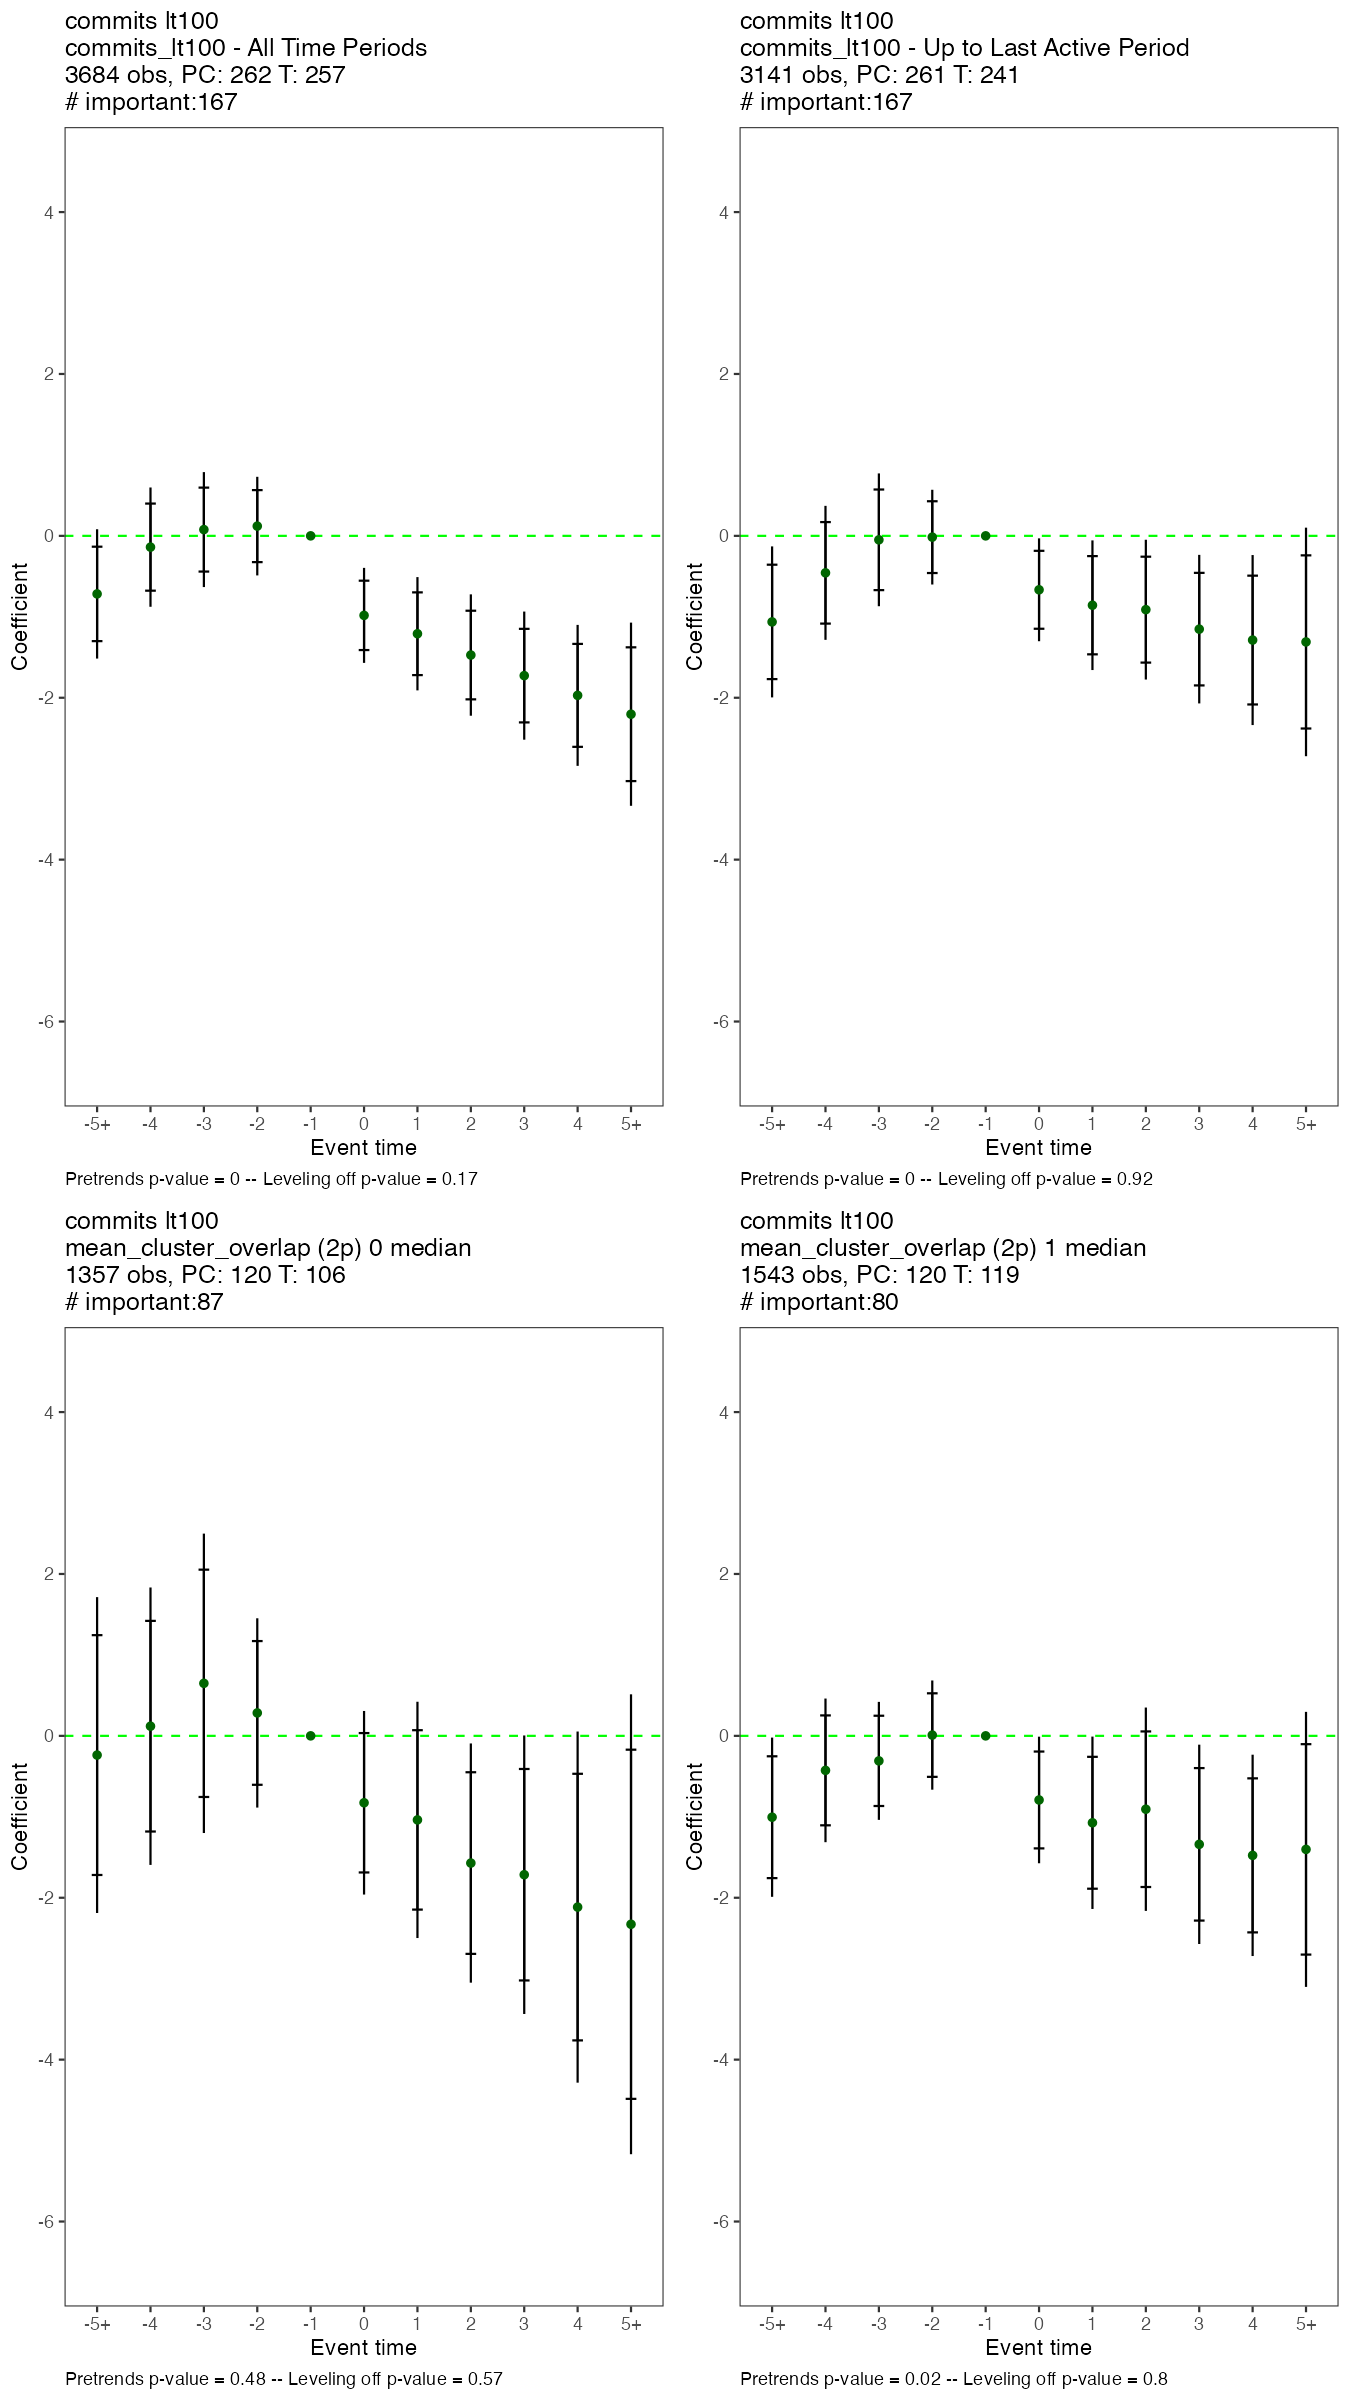 commits lt100
commits_lt100 - All Time Periods
3684 obs, PC: 262 T: 257
# important:167
4
2
0
-2
-4
-6
Coefficient
-5+ -4 -3 -2 -1 0 1 2 3 4 5+
Event time
Pretrends p-value = 0 -- Leveling off p-value = 0.17
commits lt100
commits_lt100 - Up to Last Active Period
3141 obs, PC: 261 T: 241
# important:167
4
2
0
-2
-4
-6
Coefficient
-5+ -4 -3 -2 -1 0 1 2 3 4 5+
Event time
Pretrends p-value = 0 -- Leveling off p-value = 0.92
commits lt100
mean_cluster_overlap (2p) 0 median
1357 obs, PC: 120 T: 106
# important:87
4
2
0
-2
-4
-6
Coefficient
-5+ -4 -3 -2 -1 0 1 2 3 4 5+
Event time
Pretrends p-value = 0.48 -- Leveling off p-value = 0.57
commits lt100
mean_cluster_overlap (2p) 1 median
1543 obs, PC: 120 T: 119
# important:80
4
2
0
-2
-4
-6
Coefficient
-5+ -4 -3 -2 -1 0 1 2 3 4 5+
Event time
Pretrends p-value = 0.02 -- Leveling off p-value = 0.8